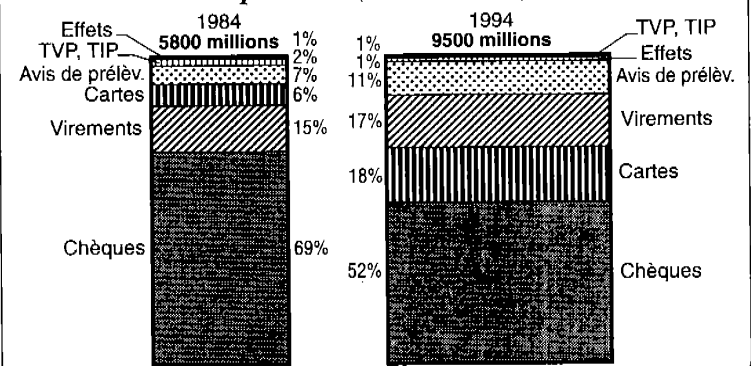 1984
5800 millions
Effets 1%
TVP, TIP 2%
Avis de prélèv. 7%
Cartes 6%
Virements 15%
Chèques 69%
1994
9500 millions
1% TVP, TIP
1% Effets
11% Avis de prélèv.
17% Virements
18% Cartes
52% Chèques